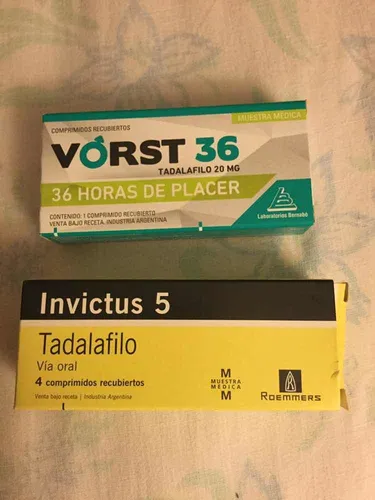 COMPRIMIDOS RECUBIERTOS
MUESTRA MÉDICA
VORST 36
TADALAFILO 20 MG
36 HORAS DE PLACER
CONTENIDO: 1 COMPRIMIDO RECUBIERTO
VENTA BAJO RECETA. INDUSTRIA ARGENTINA
Laboratorios Bernabó
Invictus 5
Tadalafilo
Vía oral
4 comprimidos recubiertos
Venta bajo receta | Industria Argentina
M
MUESTRA
MÉDICA
M
ROEMMERS